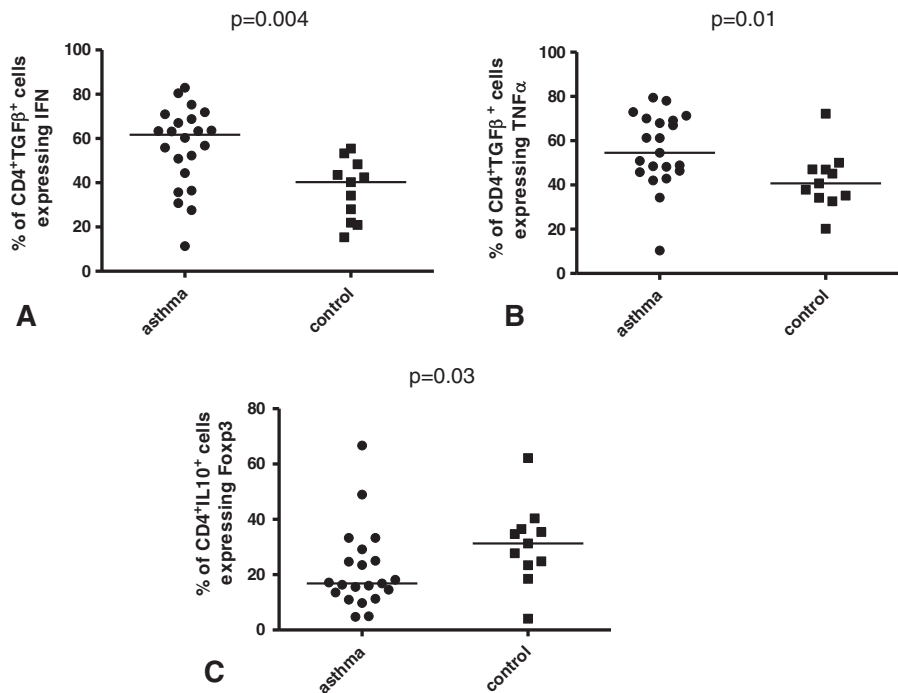 p=0.004
% of CD4⁺TGFβ⁺ cells
expressing IFN
100
80
60
40
20
0
asthma
control
A
p=0.01
% of CD4⁺TGFβ⁺ cells
expressing TNFα
100
80
60
40
20
0
asthma
control
B
p=0.03
% of CD4⁺IL10⁺ cells
expressing Foxp3
80
60
40
20
0
asthma
control
C